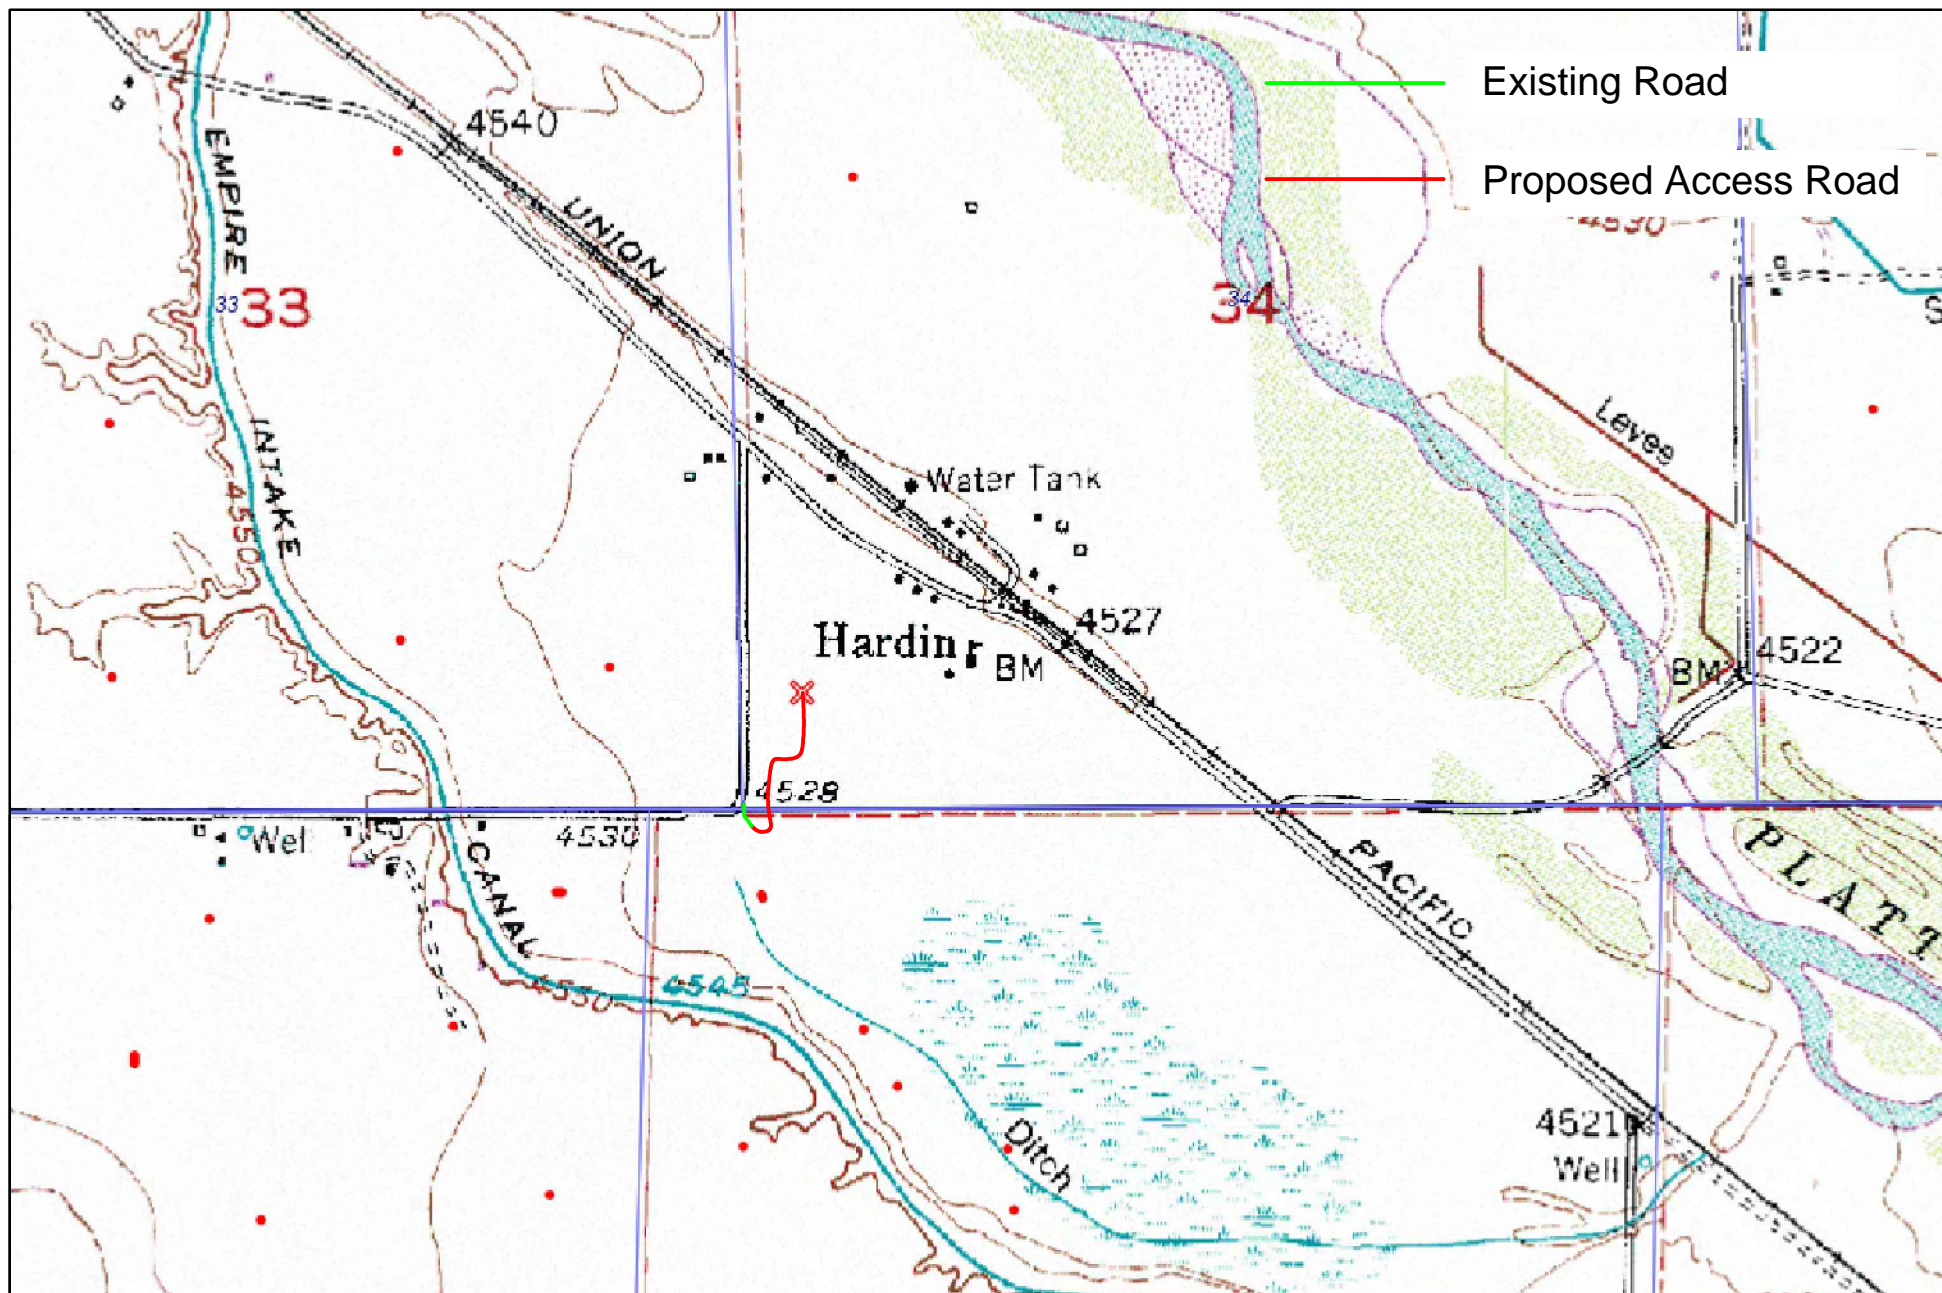 Existing Road
Proposed Access Road
4540
EMPIRE
UNION
4530
33
33
34
34
S
INTAKE
4550
Levee
Water Tank
4527
Hardin
BM
BM
4522
4528
4530
Wel
CANAL
PACIFIC
PLATT
4550
4545
Ditch
4521
Well